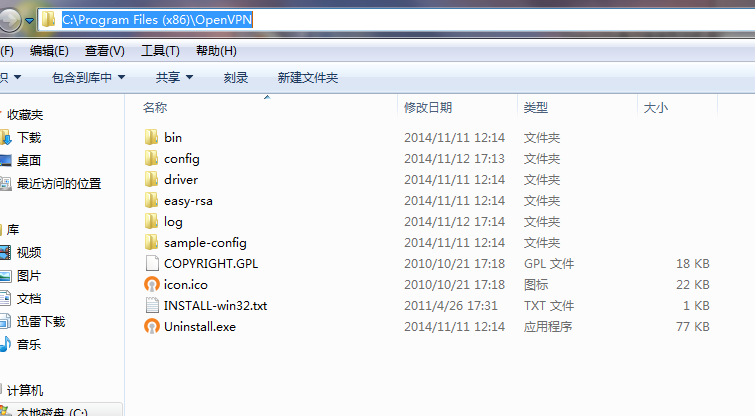 C:\Program Files (x86)\OpenVPN
(F) 编辑(E) 查看(V) 工具(T) 帮助(H)
织 包含到库中 共享 刻录 新建文件夹
名称 修改日期 类型 大小
收藏夹
下载
桌面
最近访问的位置
库
视频
图片
文档
迅雷下载
音乐
计算机
本地磁盘 (C:)
bin 2014/11/11 12:14 文件夹
config 2014/11/12 17:13 文件夹
driver 2014/11/11 12:14 文件夹
easy-rsa 2014/11/11 12:14 文件夹
log 2014/11/12 17:14 文件夹
sample-config 2014/11/11 12:14 文件夹
COPYRIGHT.GPL 2010/10/21 17:18 GPL 文件 18 KB
icon.ico 2010/10/21 17:18 图标 22 KB
INSTALL-win32.txt 2011/4/26 17:31 TXT 文件 1 KB
Uninstall.exe 2014/11/11 12:14 应用程序 77 KB